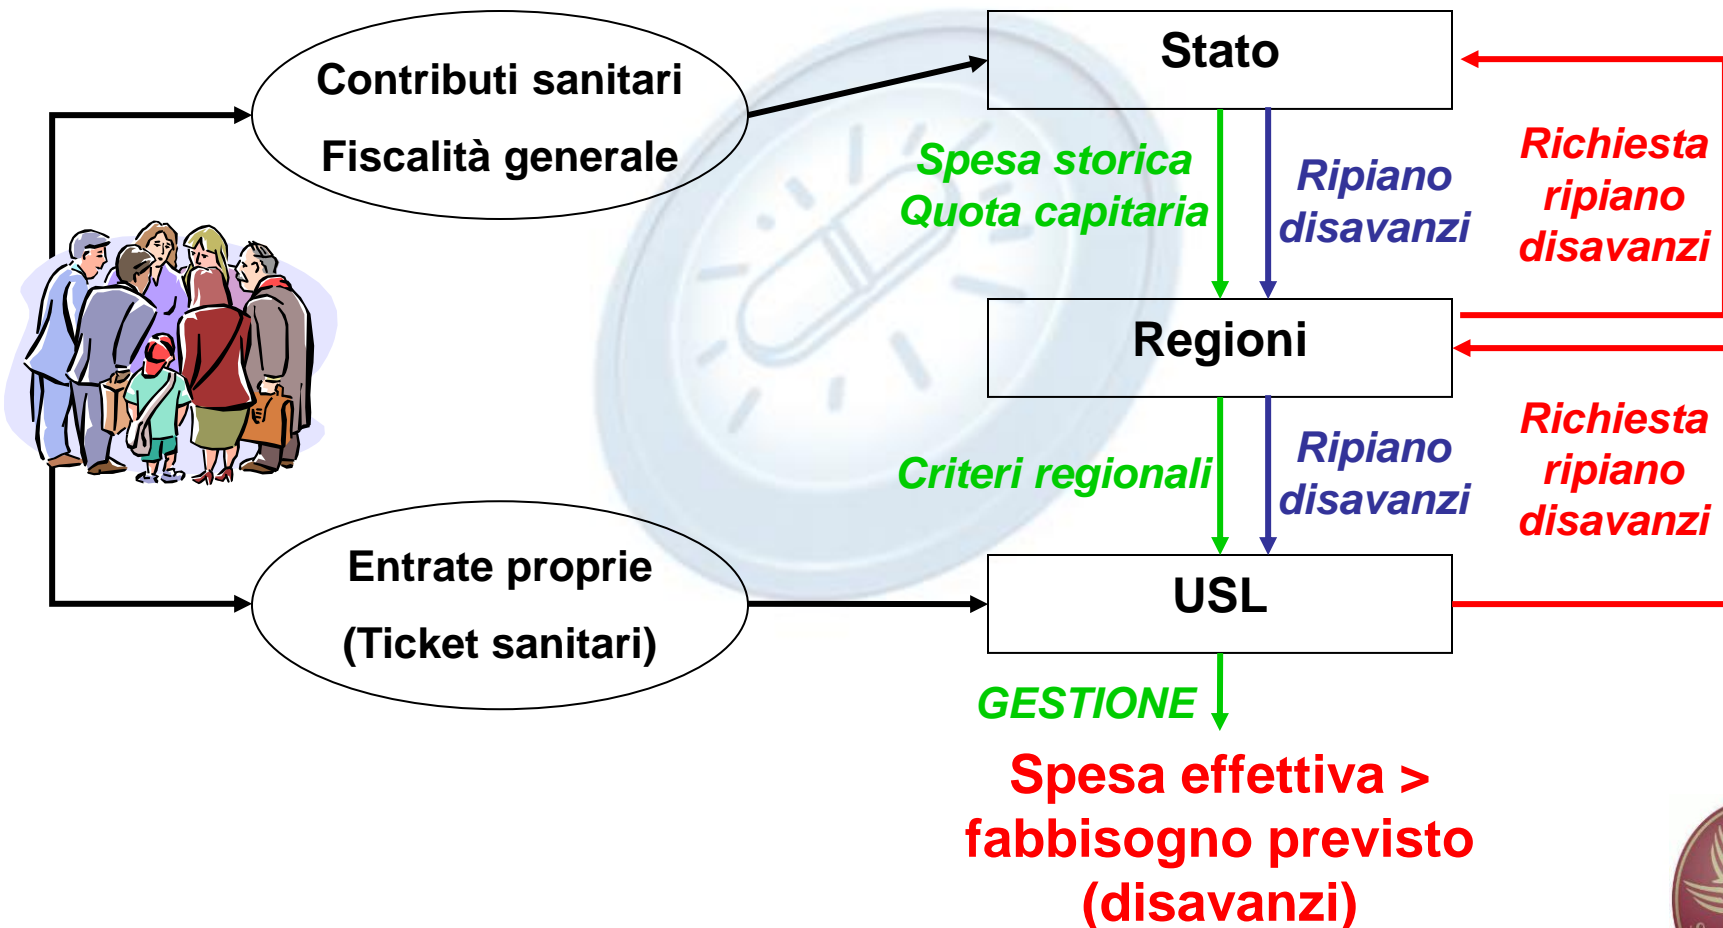 Contributi sanitari
Fiscalità generale
Stato
Spesa storica
Quota capitaria
Ripiano
disavanzi
Richiesta
ripiano
disavanzi
Regioni
Criteri regionali
Ripiano
disavanzi
Richiesta
ripiano
disavanzi
Entrate proprie
(Ticket sanitari)
USL
GESTIONE
Spesa effettiva >
fabbisogno previsto
(disavanzi)